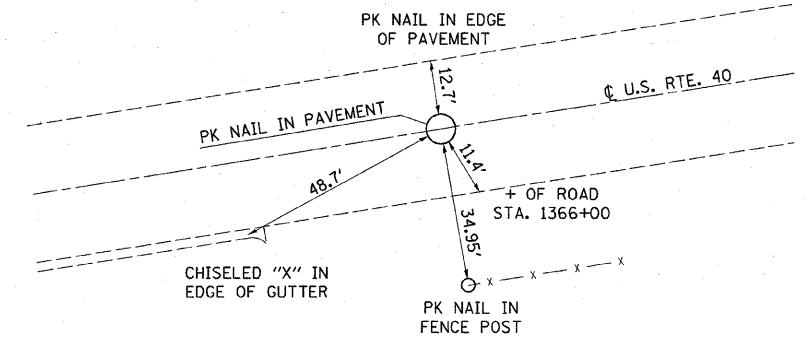 PK NAIL IN EDGE
OF PAVEMENT
12.7'
℄ U.S. RTE. 40
PK NAIL IN PAVEMENT
11.4'
48.7'
+ OF ROAD
STA. 1366+00
34.95'
CHISELED "X" IN
EDGE OF GUTTER
x x x x
PK NAIL IN
FENCE POST